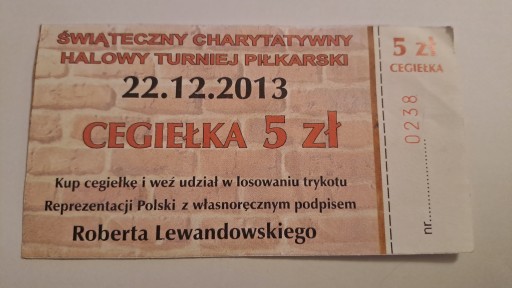 ŚWIĄTECZNY CHARYTATYWNY
HALOWY TURNIEJ PIŁKARSKI
22.12.2013
CEGIEŁKA 5 zł
Kup cegiełkę i weź udział w losowaniu trykotu
Reprezentacji Polski z własnoręcznym podpisem
Roberta Lewandowskiego
5 zł
CEGIEŁKA
0238
nr.....................